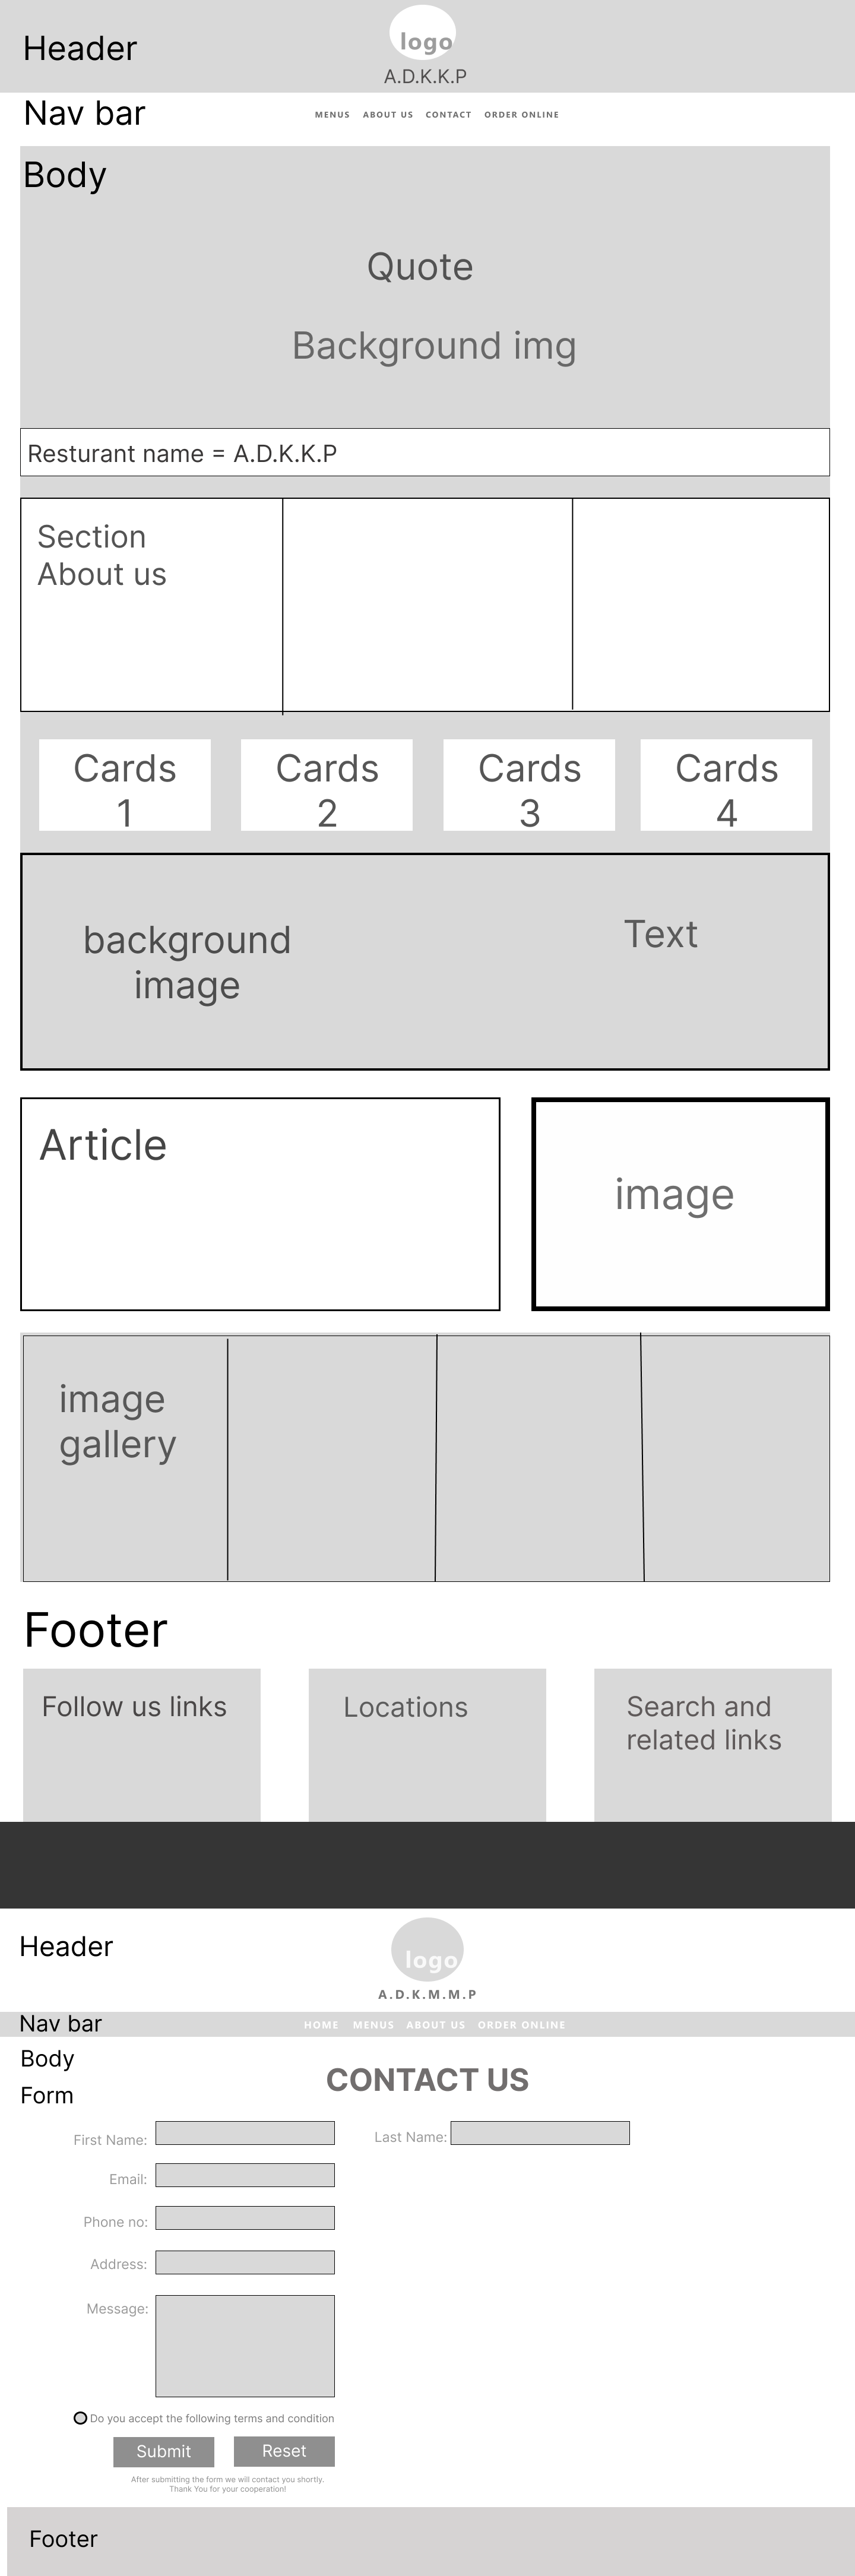 Header
logo
A.D.K.K.P
Nav bar
MENUS ABOUT US CONTACT ORDER ONLINE
Body
Quote
Background img
Resturant name = A.D.K.K.P
Section
About us
Cards
1
Cards
2
Cards
3
Cards
4
background
image
Text
Article
image
image
gallery
Footer
Follow us links
Locations
Search and
related links
Header
logo
A.D.K.M.M.P
Nav bar
HOME MENUS ABOUT US ORDER ONLINE
Body
CONTACT US
Form
First Name:
Last Name:
Email:
Phone no:
Address:
Message:
Do you accept the following terms and condition
Submit
Reset
After submitting the form we will contact you shortly.
Thank You for your cooperation!
Footer